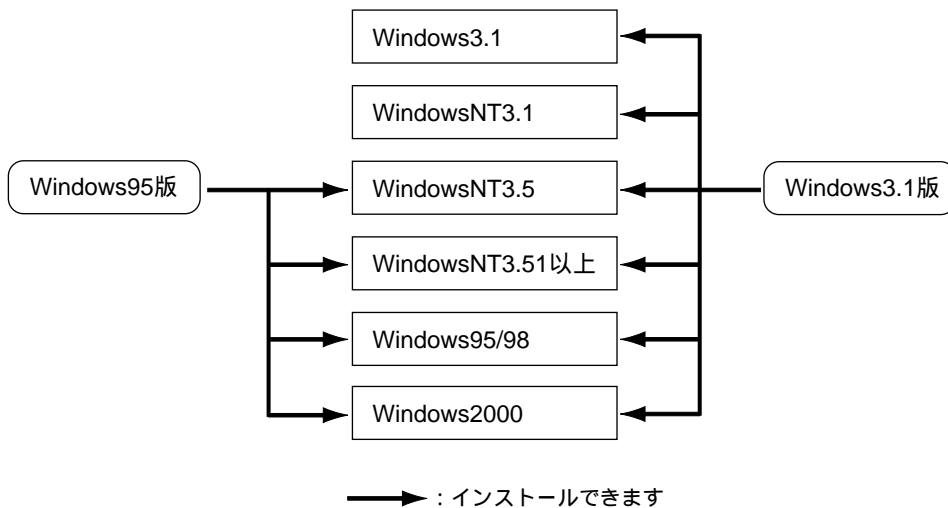 Windows3.1
WindowsNT3.1
Windows95版
WindowsNT3.5
Windows3.1版
WindowsNT3.51以上
Windows95/98
Windows2000
：インストールできます